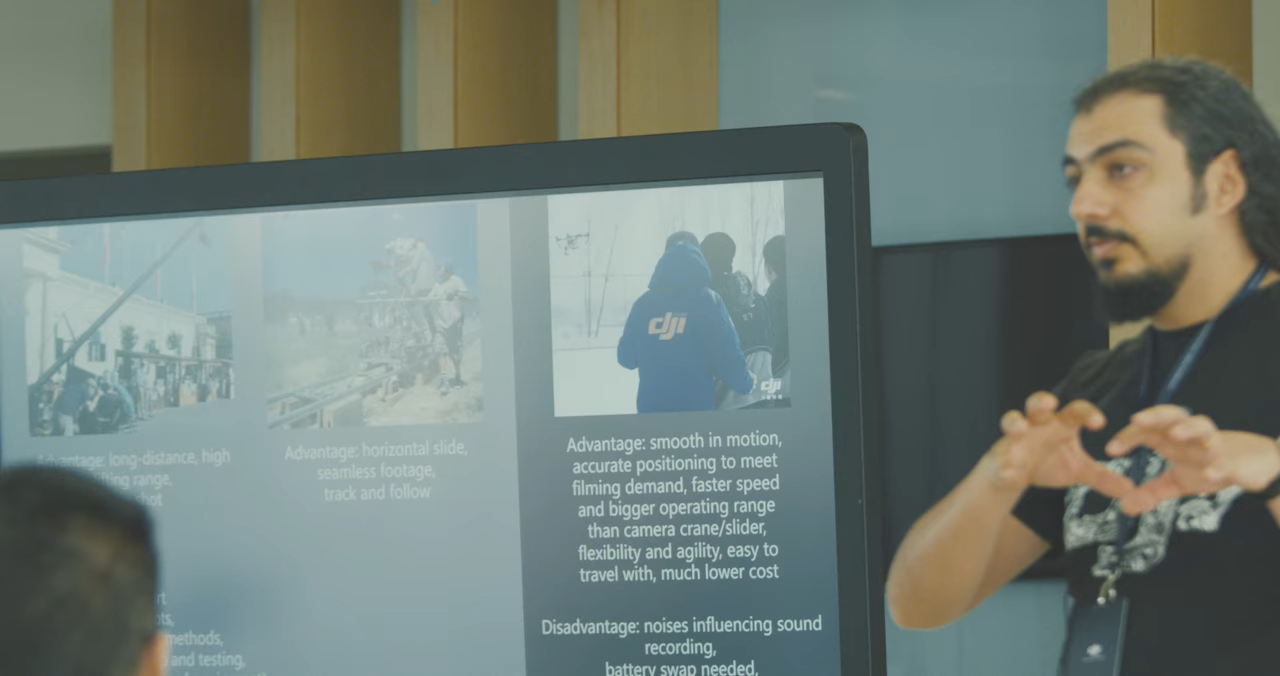 dji
dji
Advantage: long-distance, high
range,
Advantage: horizontal slide,
seamless footage,
track and follow
Advantage: smooth in motion,
accurate positioning to meet
filming demand, faster speed
and bigger operating range
than camera crane/slider,
flexibility and agility, easy to
travel with, much lower cost
methods,
and testing,
Disadvantage: noises influencing sound
recording,
battery swap needed,